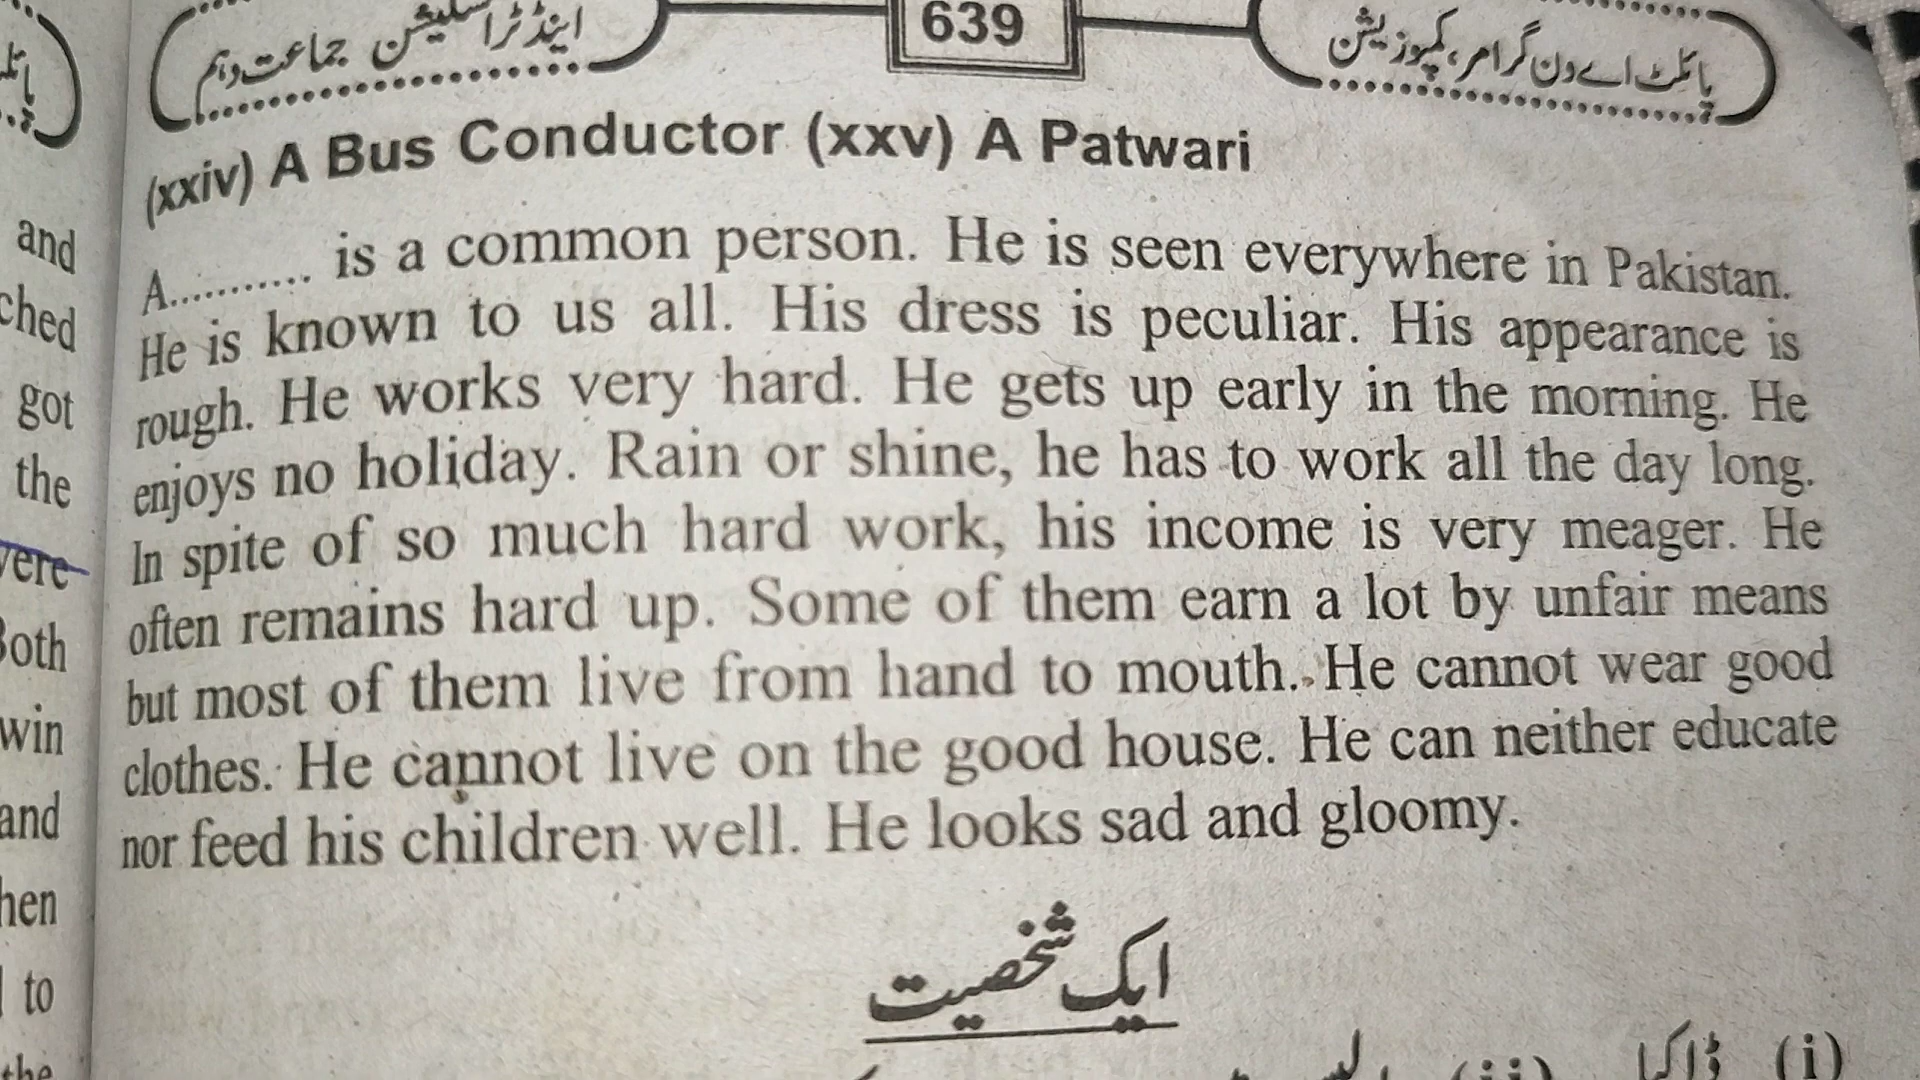 پائلٹ اے ون گرامر، کمپوزیشن
639
اینڈ ٹرانسلیشن جماعت دہم
(xxiv) A Bus Conductor (xxv) A Patwari
A........... is a common person. He is seen everywhere in Pakistan.
He is known to us all. His dress is peculiar. His appearance is
rough. He works very hard. He gets up early in the morning. He
enjoys no holiday. Rain or shine, he has to work all the day long.
In spite of so much hard work, his income is very meager. He
often remains hard up. Some of them earn a lot by unfair means
but most of them live from hand to mouth. He cannot wear good
clothes. He cannot live on the good house. He can neither educate
nor feed his children well. He looks sad and gloomy.
ایک شخصیت
(i) ڈاکیا (ii)
and
got
the
win
and
to
the